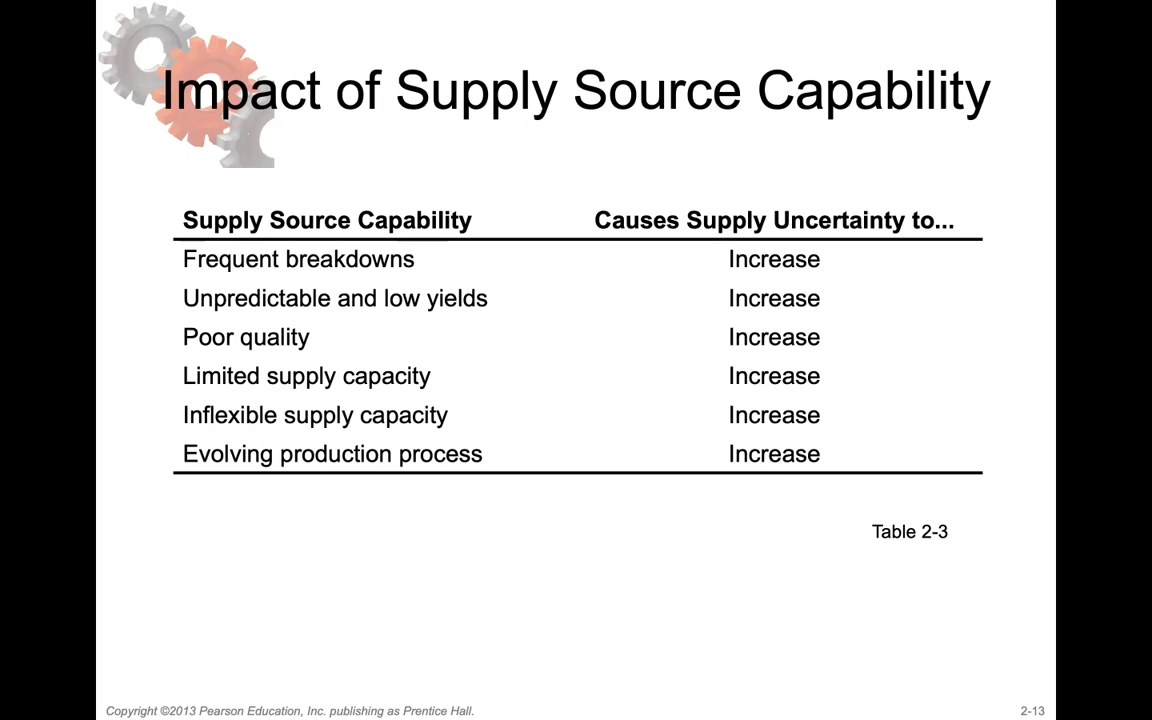 Impact of Supply Source Capability
Supply Source Capability Causes Supply Uncertainty to...
Frequent breakdowns Increase
Unpredictable and low yields Increase
Poor quality Increase
Limited supply capacity Increase
Inflexible supply capacity Increase
Evolving production process Increase
Table 2-3
Copyright ©2013 Pearson Education, Inc. publishing as Prentice Hall. 2-13